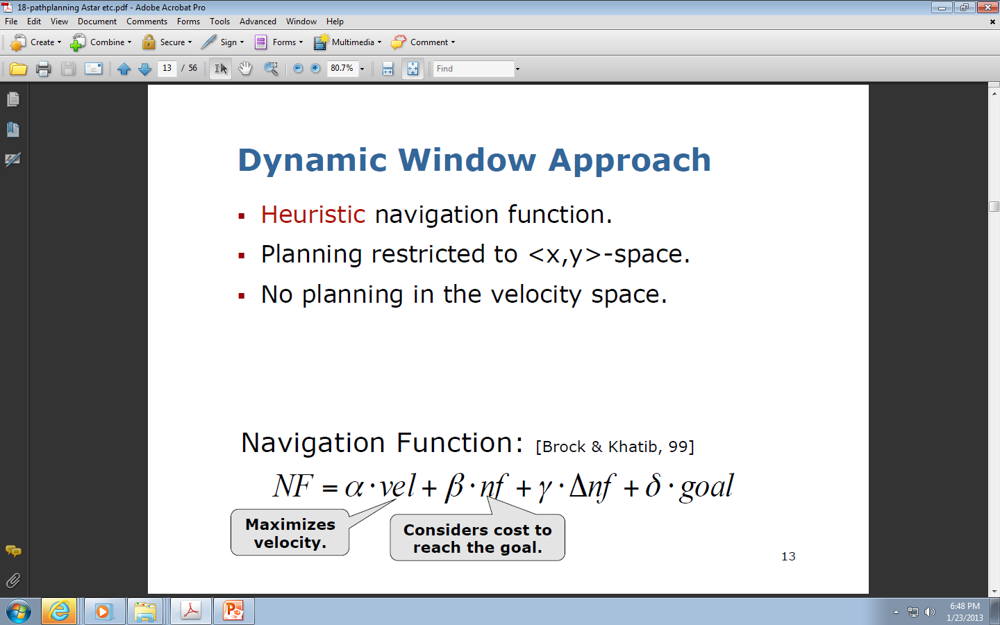 18-pathplanning Astar etc.pdf - Adobe Acrobat Pro
File Edit View Document Comments Forms Tools Advanced Window Help
Create Combine Secure Sign Forms Multimedia Comment
13 / 56 80.7% Find
Dynamic Window Approach
▪ Heuristic navigation function.
▪ Planning restricted to <x,y>-space.
▪ No planning in the velocity space.
Navigation Function: [Brock & Khatib, 99]
NF = α · vel + β · nf + γ · Δnf + δ · goal
Maximizes
velocity.
Considers cost to
reach the goal.
13
6:48 PM
1/23/2013